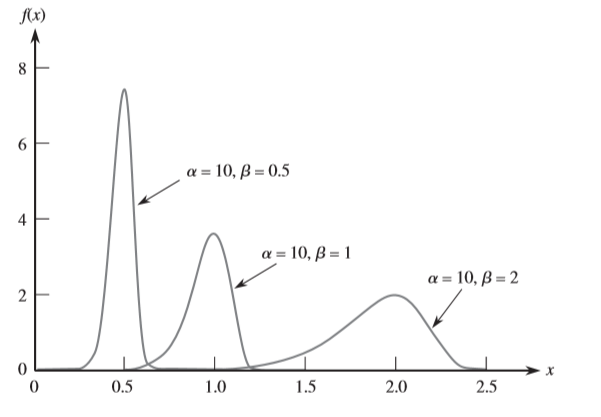 f(x)
8
6
α = 10, β = 0.5
4
α = 10, β = 1
α = 10, β = 2
2
0
x
0 0.5 1.0 1.5 2.0 2.5